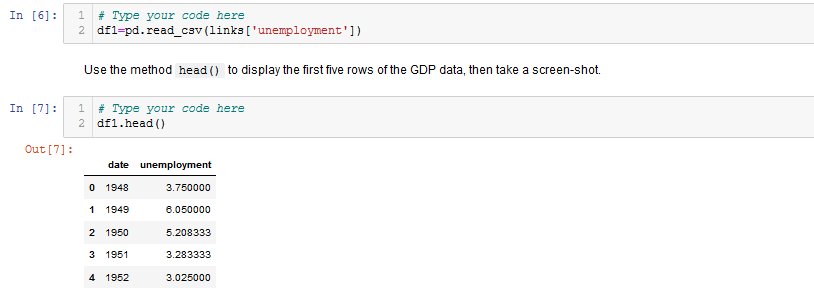 In [6]: 1 # Type your code here
2 df1=pd.read_csv(links['unemployment'])
Use the method head() to display the first five rows of the GDP data, then take a screen-shot.
In [7]: 1 # Type your code here
2 df1.head()
Out[7]:
date unemployment
0 1948 3.750000
1 1949 6.050000
2 1950 5.208333
3 1951 3.283333
4 1952 3.025000